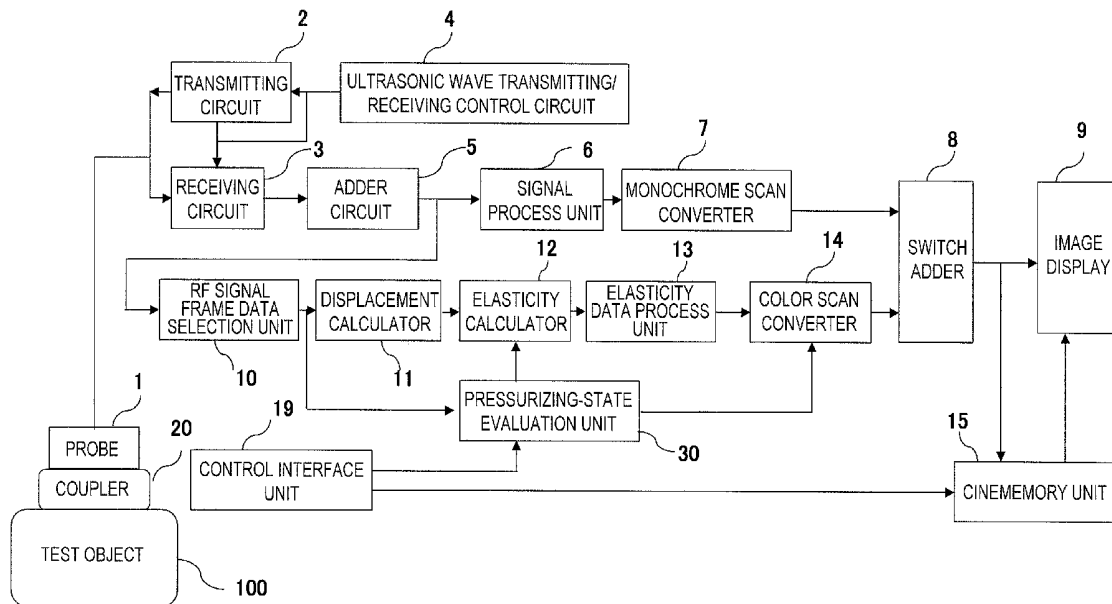 2
4
TRANSMITTING
CIRCUIT
ULTRASONIC WAVE TRANSMITTING/
RECEIVING CONTROL CIRCUIT
3
5
6
7
8
9
RECEIVING
CIRCUIT
ADDER
CIRCUIT
SIGNAL
PROCESS UNIT
MONOCHROME SCAN
CONVERTER
SWITCH
ADDER
IMAGE
DISPLAY
12
13
14
RF SIGNAL
FRAME DATA
SELECTION UNIT
DISPLACEMENT
CALCULATOR
ELASTICITY
CALCULATOR
ELASTICITY
DATA PROCESS
UNIT
COLOR SCAN
CONVERTER
10
11
1
19
PRESSURIZING-STATE
EVALUATION UNIT
30
15
PROBE
20
COUPLER
CONTROL INTERFACE
UNIT
CINEMEMORY UNIT
TEST OBJECT
100